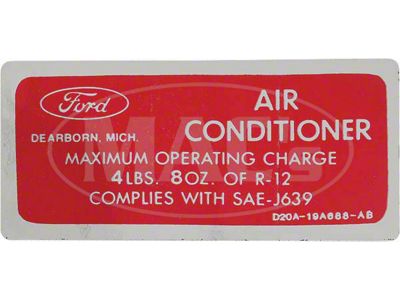 Ford
DEARBORN, MICH.
AIR
CONDITIONER
MAXIMUM OPERATING CHARGE
4 LBS. 8 OZ. OF R-12
COMPLIES WITH SAE-J639
D20A-19A688-AB
MAC's